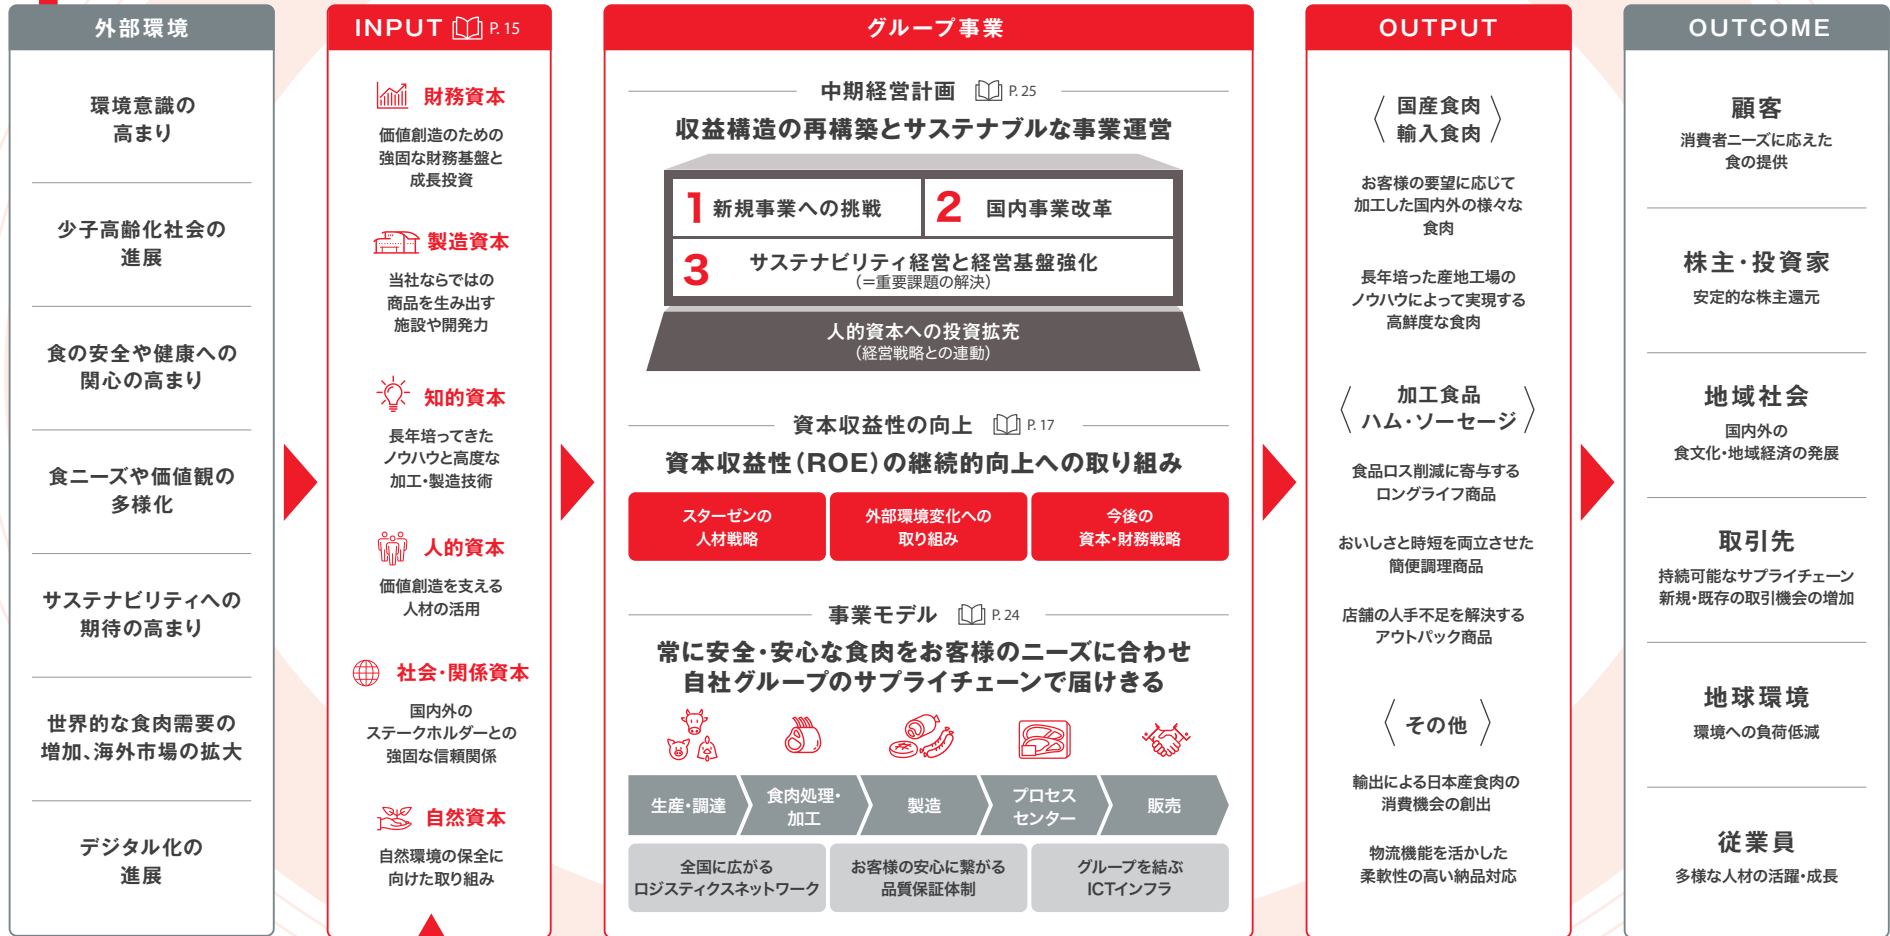 外部環境
環境意識の
高まり
少子高齢化社会の
進展
食の安全や健康への
関心の高まり
食ニーズや価値観の
多様化
サステナビリティへの
期待の高まり
世界的な食肉需要の
増加、海外市場の拡大
デジタル化の
進展
INPUT P. 15
財務資本
価値創造のための
強固な財務基盤と
成長投資
製造資本
当社ならではの
商品を生み出す
施設や開発力
知的資本
長年培ってきた
ノウハウと高度な
加工・製造技術
人的資本
価値創造を支える
人材の活用
社会・関係資本
国内外の
ステークホルダーとの
強固な信頼関係
自然資本
自然環境の保全に
向けた取り組み
グループ事業
中期経営計画 P. 25
収益構造の再構築とサステナブルな事業運営
1 新規事業への挑戦
2 国内事業改革
3 サステナビリティ経営と経営基盤強化
(＝重要課題の解決)
人的資本への投資拡充
(経営戦略との連動)
資本収益性の向上 P. 17
資本収益性(ROE)の継続的向上への取り組み
スターゼンの
人材戦略
外部環境変化への
取り組み
今後の
資本・財務戦略
事業モデル P. 24
常に安全・安心な食肉をお客様のニーズに合わせ
自社グループのサプライチェーンで届けきる
生産・調達
食肉処理・
加工
製造
プロセス
センター
販売
全国に広がる
ロジスティクスネットワーク
お客様の安心に繋がる
品質保証体制
グループを結ぶ
ICTインフラ
OUTPUT
〈国産食肉
輸入食肉〉
お客様の要望に応じて
加工した国内外の様々な
食肉
長年培った産地工場の
ノウハウによって実現する
高鮮度な食肉
〈加工食品
ハム・ソーセージ〉
食品ロス削減に寄与する
ロングライフ商品
おいしさと時短を両立させた
簡便調理商品
店舗の人手不足を解決する
アウトパック商品
〈その他〉
輸出による日本産食肉の
消費機会の創出
物流機能を活かした
柔軟性の高い納品対応
OUTCOME
顧客
消費者ニーズに応えた
食の提供
株主・投資家
安定的な株主還元
地域社会
国内外の
食文化・地域経済の発展
取引先
持続可能なサプライチェーン
新規・既存の取引機会の増加
地球環境
環境への負荷低減
従業員
多様な人材の活躍・成長